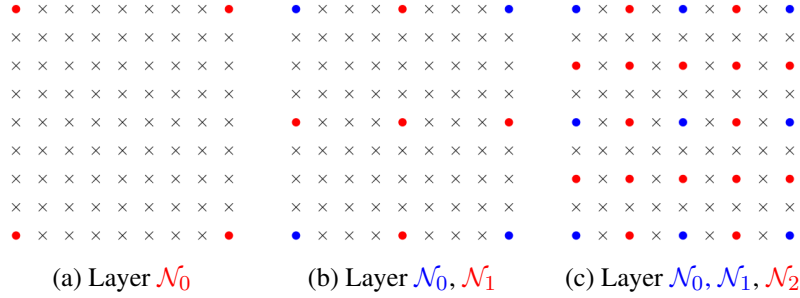 (a) Layer 𝒩₀
(b) Layer 𝒩₀, 𝒩₁
(c) Layer 𝒩₀, 𝒩₁, 𝒩₂